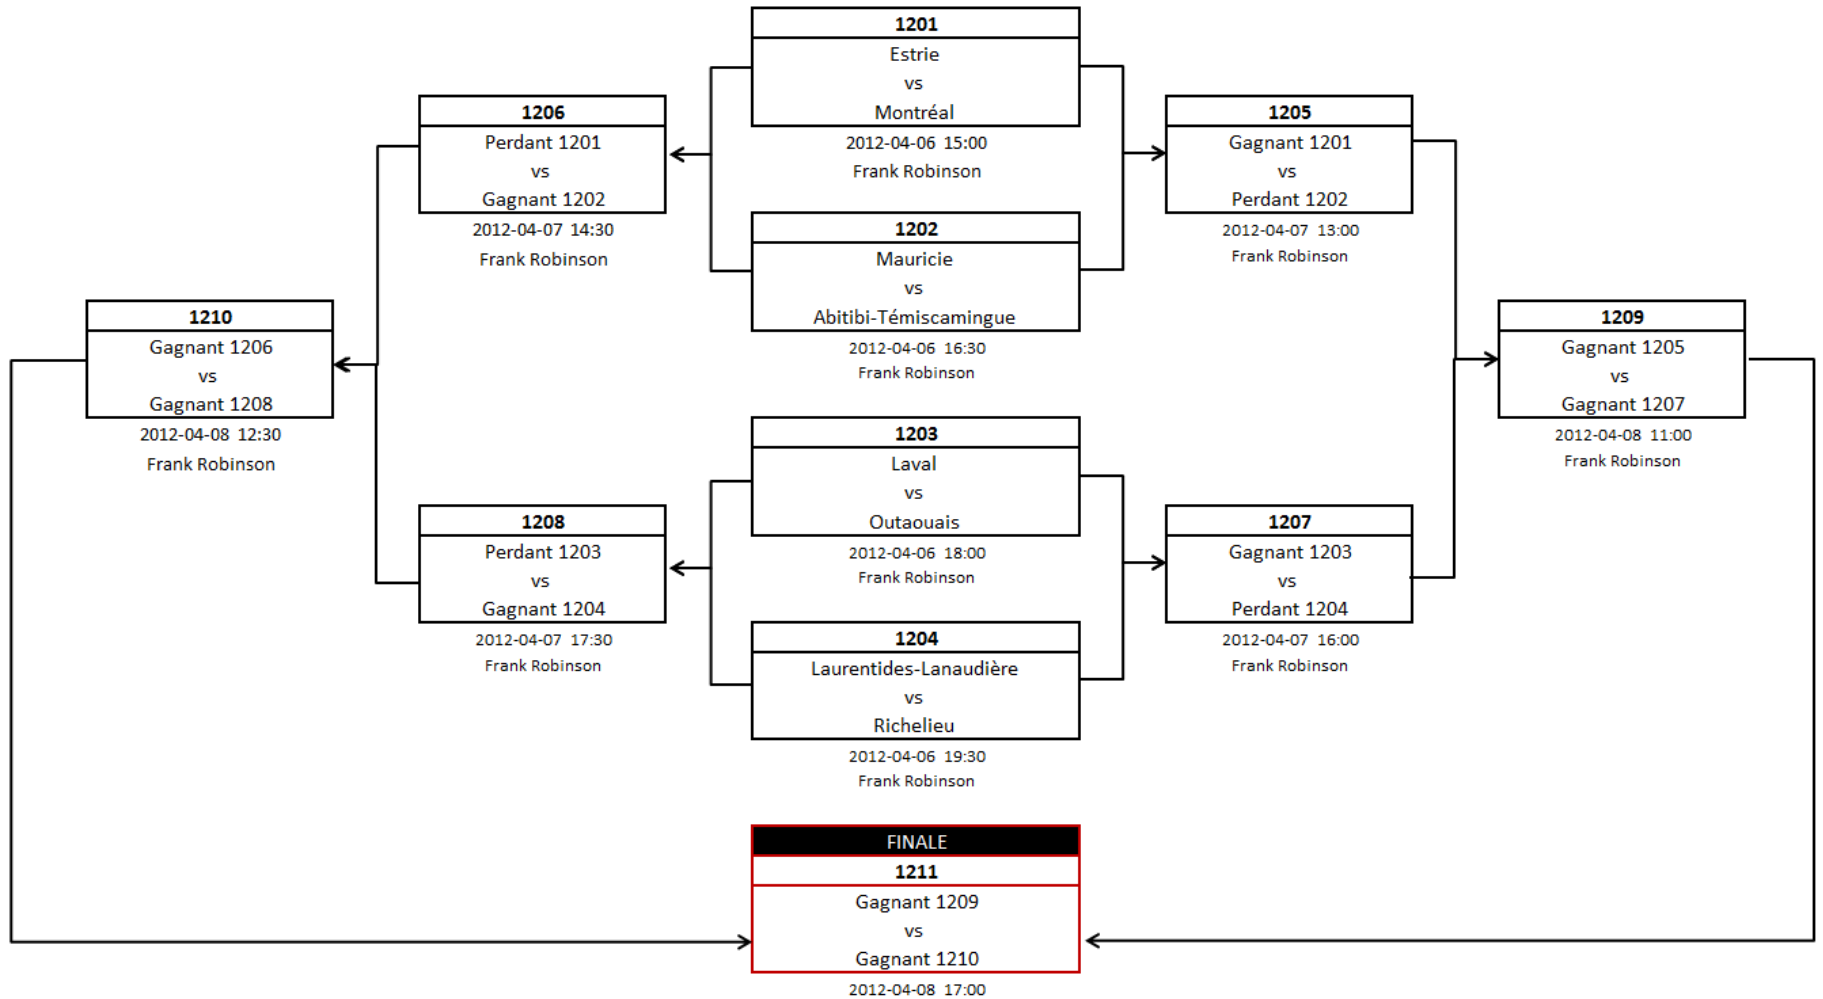 1201
Estrie
vs
Montréal
2012-04-06 15:00
Frank Robinson
1206
Perdant 1201
vs
Gagnant 1202
2012-04-07 14:30
Frank Robinson
1205
Gagnant 1201
vs
Perdant 1202
2012-04-07 13:00
Frank Robinson
1202
Mauricie
vs
Abitibi-Témiscamingue
2012-04-06 16:30
Frank Robinson
1210
Gagnant 1206
vs
Gagnant 1208
2012-04-08 12:30
Frank Robinson
1209
Gagnant 1205
vs
Gagnant 1207
2012-04-08 11:00
Frank Robinson
1203
Laval
vs
Outaouais
2012-04-06 18:00
Frank Robinson
1208
Perdant 1203
vs
Gagnant 1204
2012-04-07 17:30
Frank Robinson
1207
Gagnant 1203
vs
Perdant 1204
2012-04-07 16:00
Frank Robinson
1204
Laurentides-Lanaudière
vs
Richelieu
2012-04-06 19:30
Frank Robinson
FINALE
1211
Gagnant 1209
vs
Gagnant 1210
2012-04-08 17:00